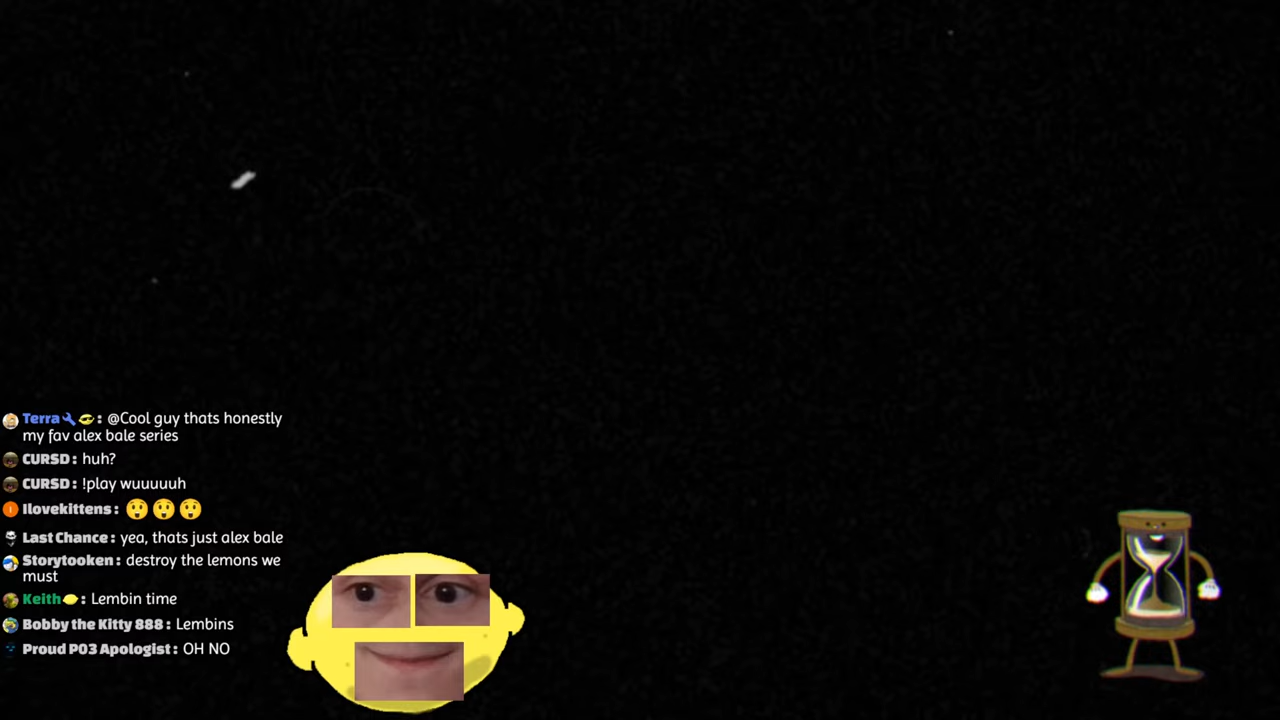 Terra: @Cool guy thats honestly
my fav alex bale series
CURSD: huh?
CURSD: !play wuuuuuh
Ilovekittens:
Last Chance: yea, thats just alex bale
Storytooken: destroy the lemons we
must
Keith: Lembin time
Bobby the Kitty 888: Lembins
Proud P03 Apologist: OH NO